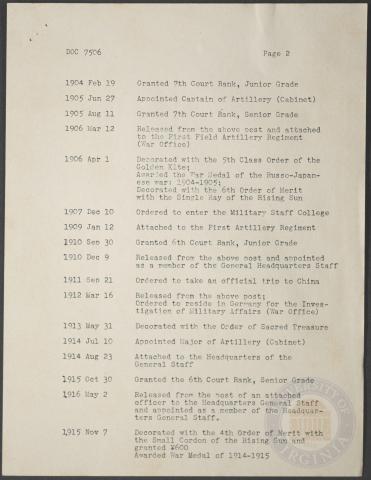 DOC 7506 Page 2
1904 Feb 19 Granted 7th Court Rank, Junior Grade
1905 Jun 27 Appointed Captain of Artillery (Cabinet)
1905 Aug 11 Granted 7th Court Rank, Senior Grade
1906 Mar 12 Released from the above post and attached
to the First Field Artillery Regiment
(War Office)
1906 Apr 1 Decorated with the 5th Class Order of the
Golden Kite;
Awarded the War Medal of the Russo-Japan-
ese war: 1904-1905;
Decorated with the 6th Order of Merit
with the Single Ray of the Rising Sun
1907 Dec 10 Ordered to enter the Military Staff College
1909 Jan 12 Attached to the First Artillery Regiment
1910 Sep 30 Granted 6th Court Rank, Junior Grade
1910 Dec 9 Released from the above post and appointed
as a member of the General Headquarters Staff
1911 Sep 21 Ordered to take an official trip to China
1912 Mar 16 Released from the above post;
Ordered to reside in Germany for the Inves-
tigation of Military Affairs (War Office)
1913 May 31 Decorated with the Order of Sacred Treasure
1914 Jul 10 Appointed Major of Artillery (Cabinet)
1914 Aug 23 Attached to the Headquarters of the
General Staff
1915 Oct 30 Granted the 6th Court Rank, Senior Grade
1916 May 2 Released from the post of an attached
officer to the Headquarters General Staff
and appointed as a member of the Headquar-
ters General Staff.
1915 Nov 7 Decorated with the 4th Order of Merit with
the Small Cordon of the Rising Sun and
granted ¥600
Awarded War Medal of 1914-1915